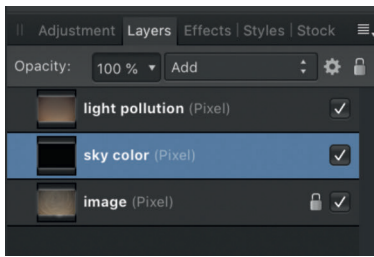 Adjustment Layers Effects | Styles | Stock
Opacity: 100 % Add
light pollution (Pixel)
sky color (Pixel)
image (Pixel)